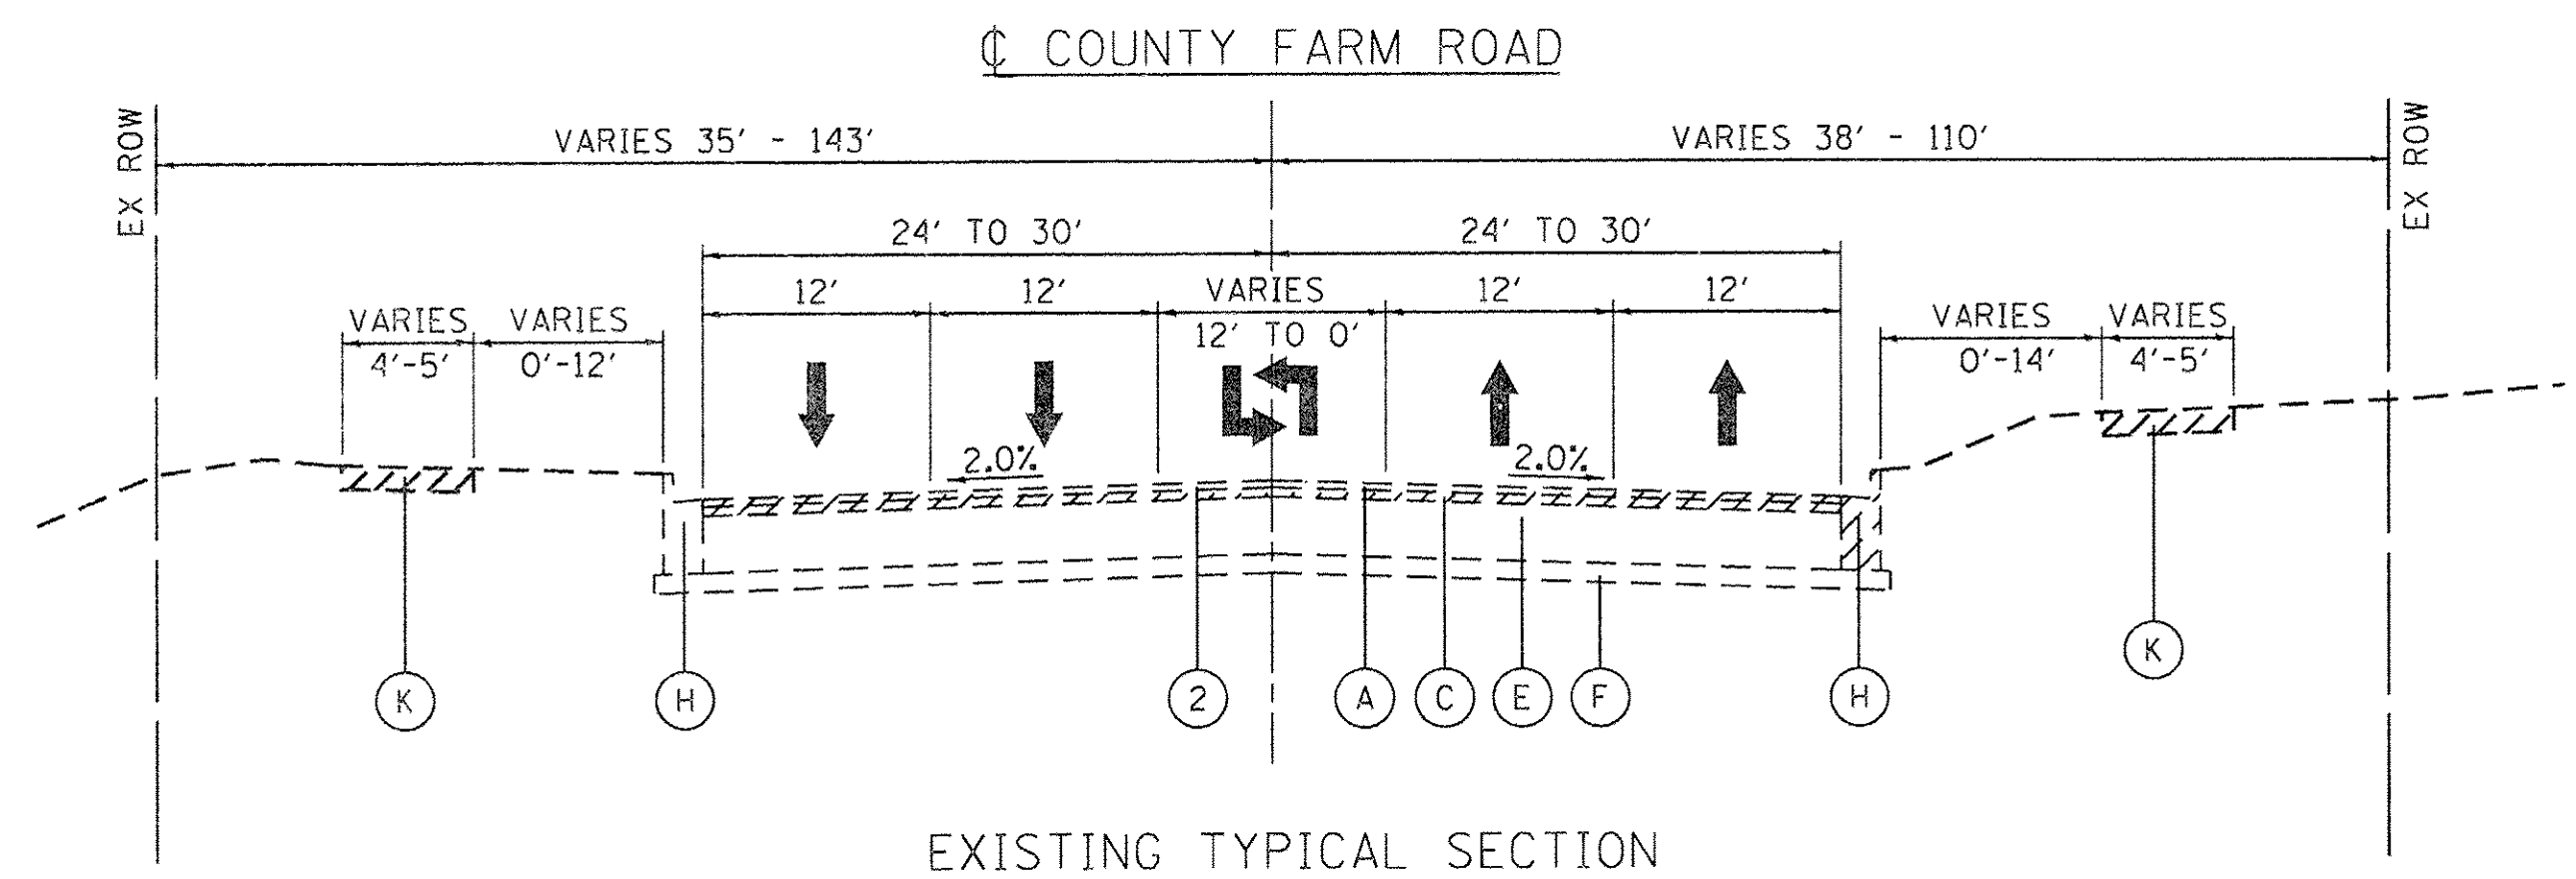 ℄ COUNTY FARM ROAD
EX ROW
VARIES 35' - 143'
VARIES 38' - 110'
EX ROW
24' TO 30'
24' TO 30'
12'
12'
VARIES
12' TO 0'
12'
12'
VARIES
4'-5'
VARIES
0'-12'
VARIES
0'-14'
VARIES
4'-5'
2.0%
2.0%
K
H
2
A
C
E
F
H
K
EXISTING TYPICAL SECTION